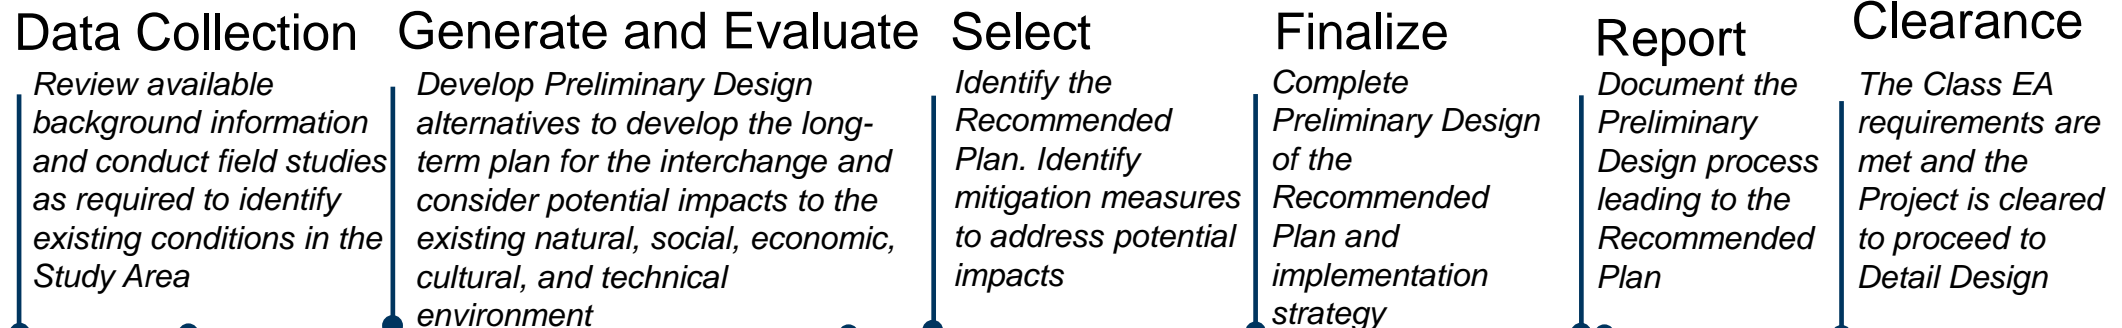 Data Collection
Review available
background information
and conduct field studies
as required to identify
existing conditions in the
Study Area
Generate and Evaluate
Develop Preliminary Design
alternatives to develop the long-
term plan for the interchange and
consider potential impacts to the
existing natural, social, economic,
cultural, and technical
environment
Select
Identify the
Recommended
Plan. Identify
mitigation measures
to address potential
impacts
Finalize
Complete
Preliminary Design
of the
Recommended
Plan and
implementation
strategy
Report
Document the
Preliminary
Design process
leading to the
Recommended
Plan
Clearance
The Class EA
requirements are
met and the
Project is cleared
to proceed to
Detail Design